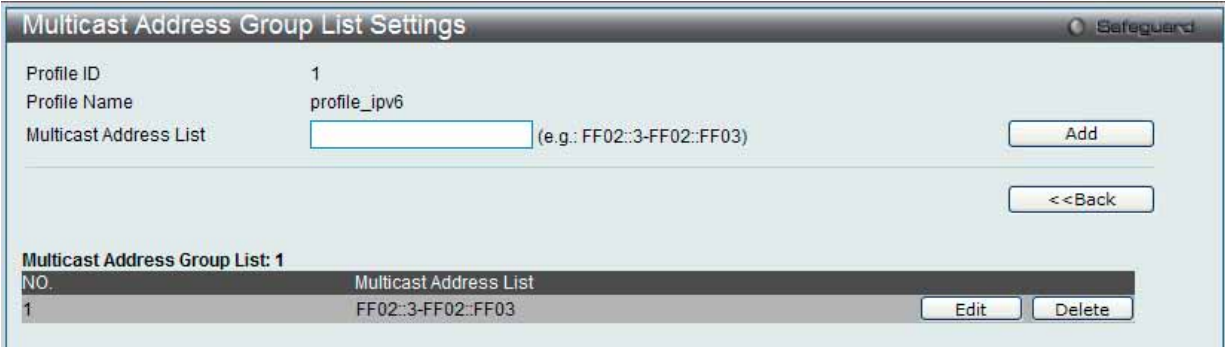 Multicast Address Group List Settings
Safeguard
Profile ID 1
Profile Name profile_ipv6
Multicast Address List (e.g.: FF02::3-FF02::FF03) Add
<<Back
Multicast Address Group List: 1
NO. Multicast Address List
1 FF02::3-FF02::FF03 Edit Delete